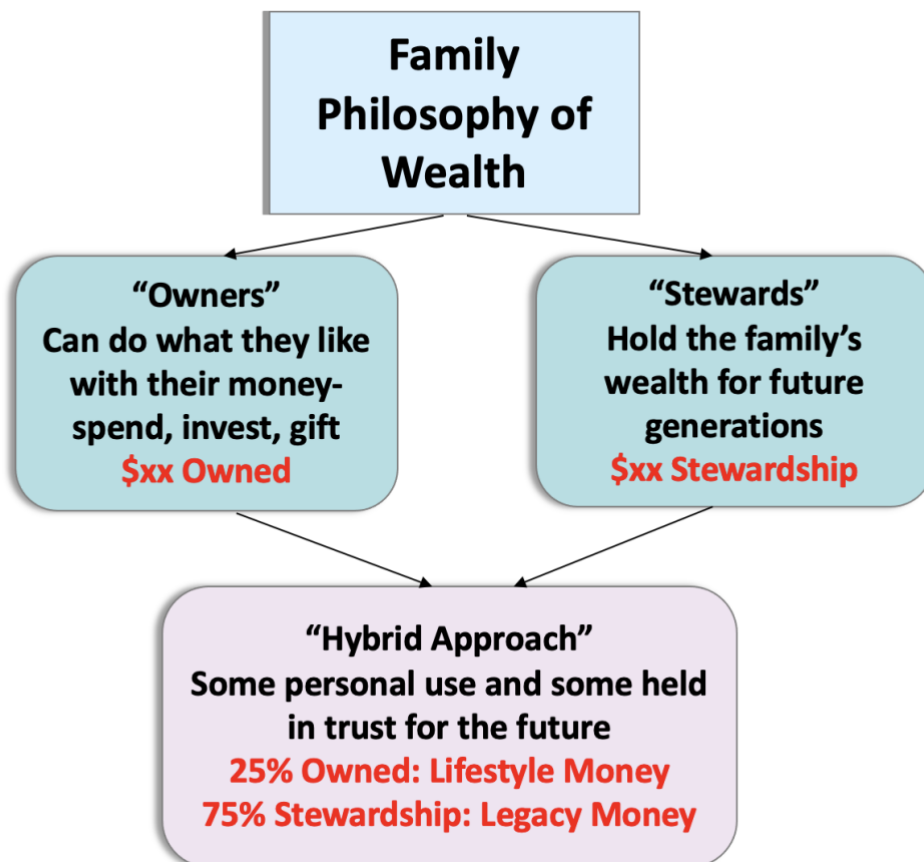 Family
Philosophy of
Wealth
“Owners”
Can do what they like
with their money-
spend, invest, gift
$xx Owned
“Stewards”
Hold the family’s
wealth for future
generations
$xx Stewardship
“Hybrid Approach”
Some personal use and some held
in trust for the future
25% Owned: Lifestyle Money
75% Stewardship: Legacy Money